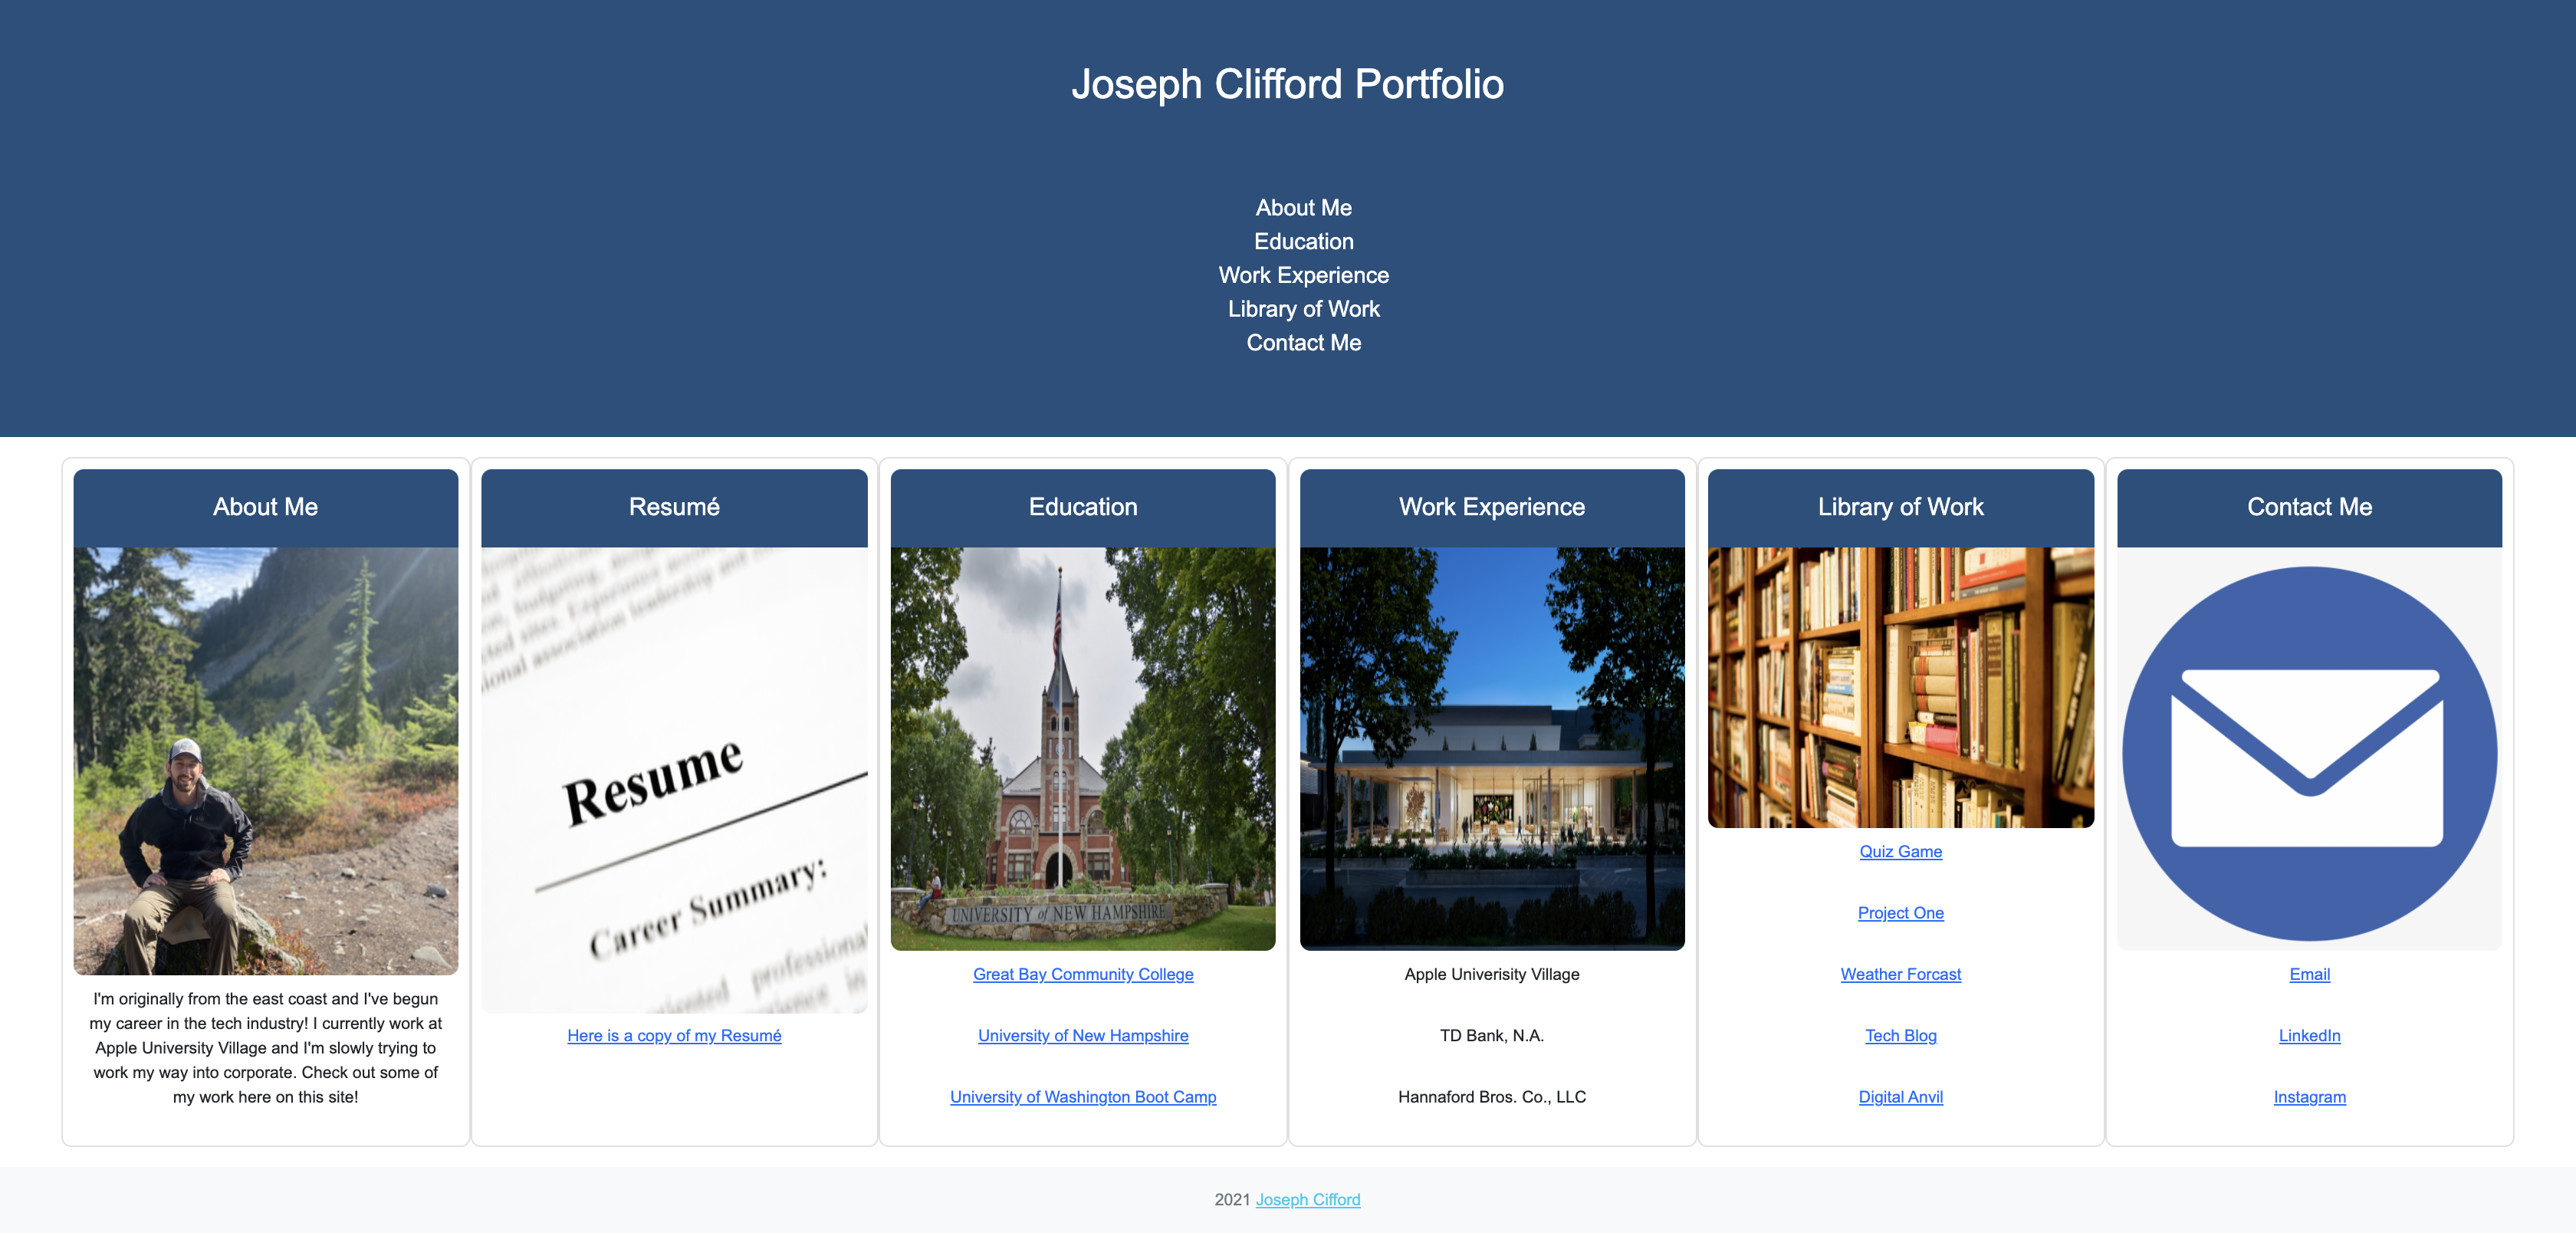 Joseph Clifford Portfolio
About Me
Education
Work Experience
Library of Work
Contact Me
About Me
I'm originally from the east coast and I've begun
my career in the tech industry! I currently work at
Apple University Village and I'm slowly trying to
work my way into corporate. Check out some of
my work here on this site!
Resumé
Resume
Career Summary:
professional
Here is a copy of my Resumé
Education
UNIVERSITY of NEW HAMPSHIRE
Great Bay Community College
University of New Hampshire
University of Washington Boot Camp
Work Experience
Apple Univerisity Village
TD Bank, N.A.
Hannaford Bros. Co., LLC
Library of Work
Quiz Game
Project One
Weather Forcast
Tech Blog
Digital Anvil
Contact Me
Email
LinkedIn
Instagram
2021 Joseph Cifford